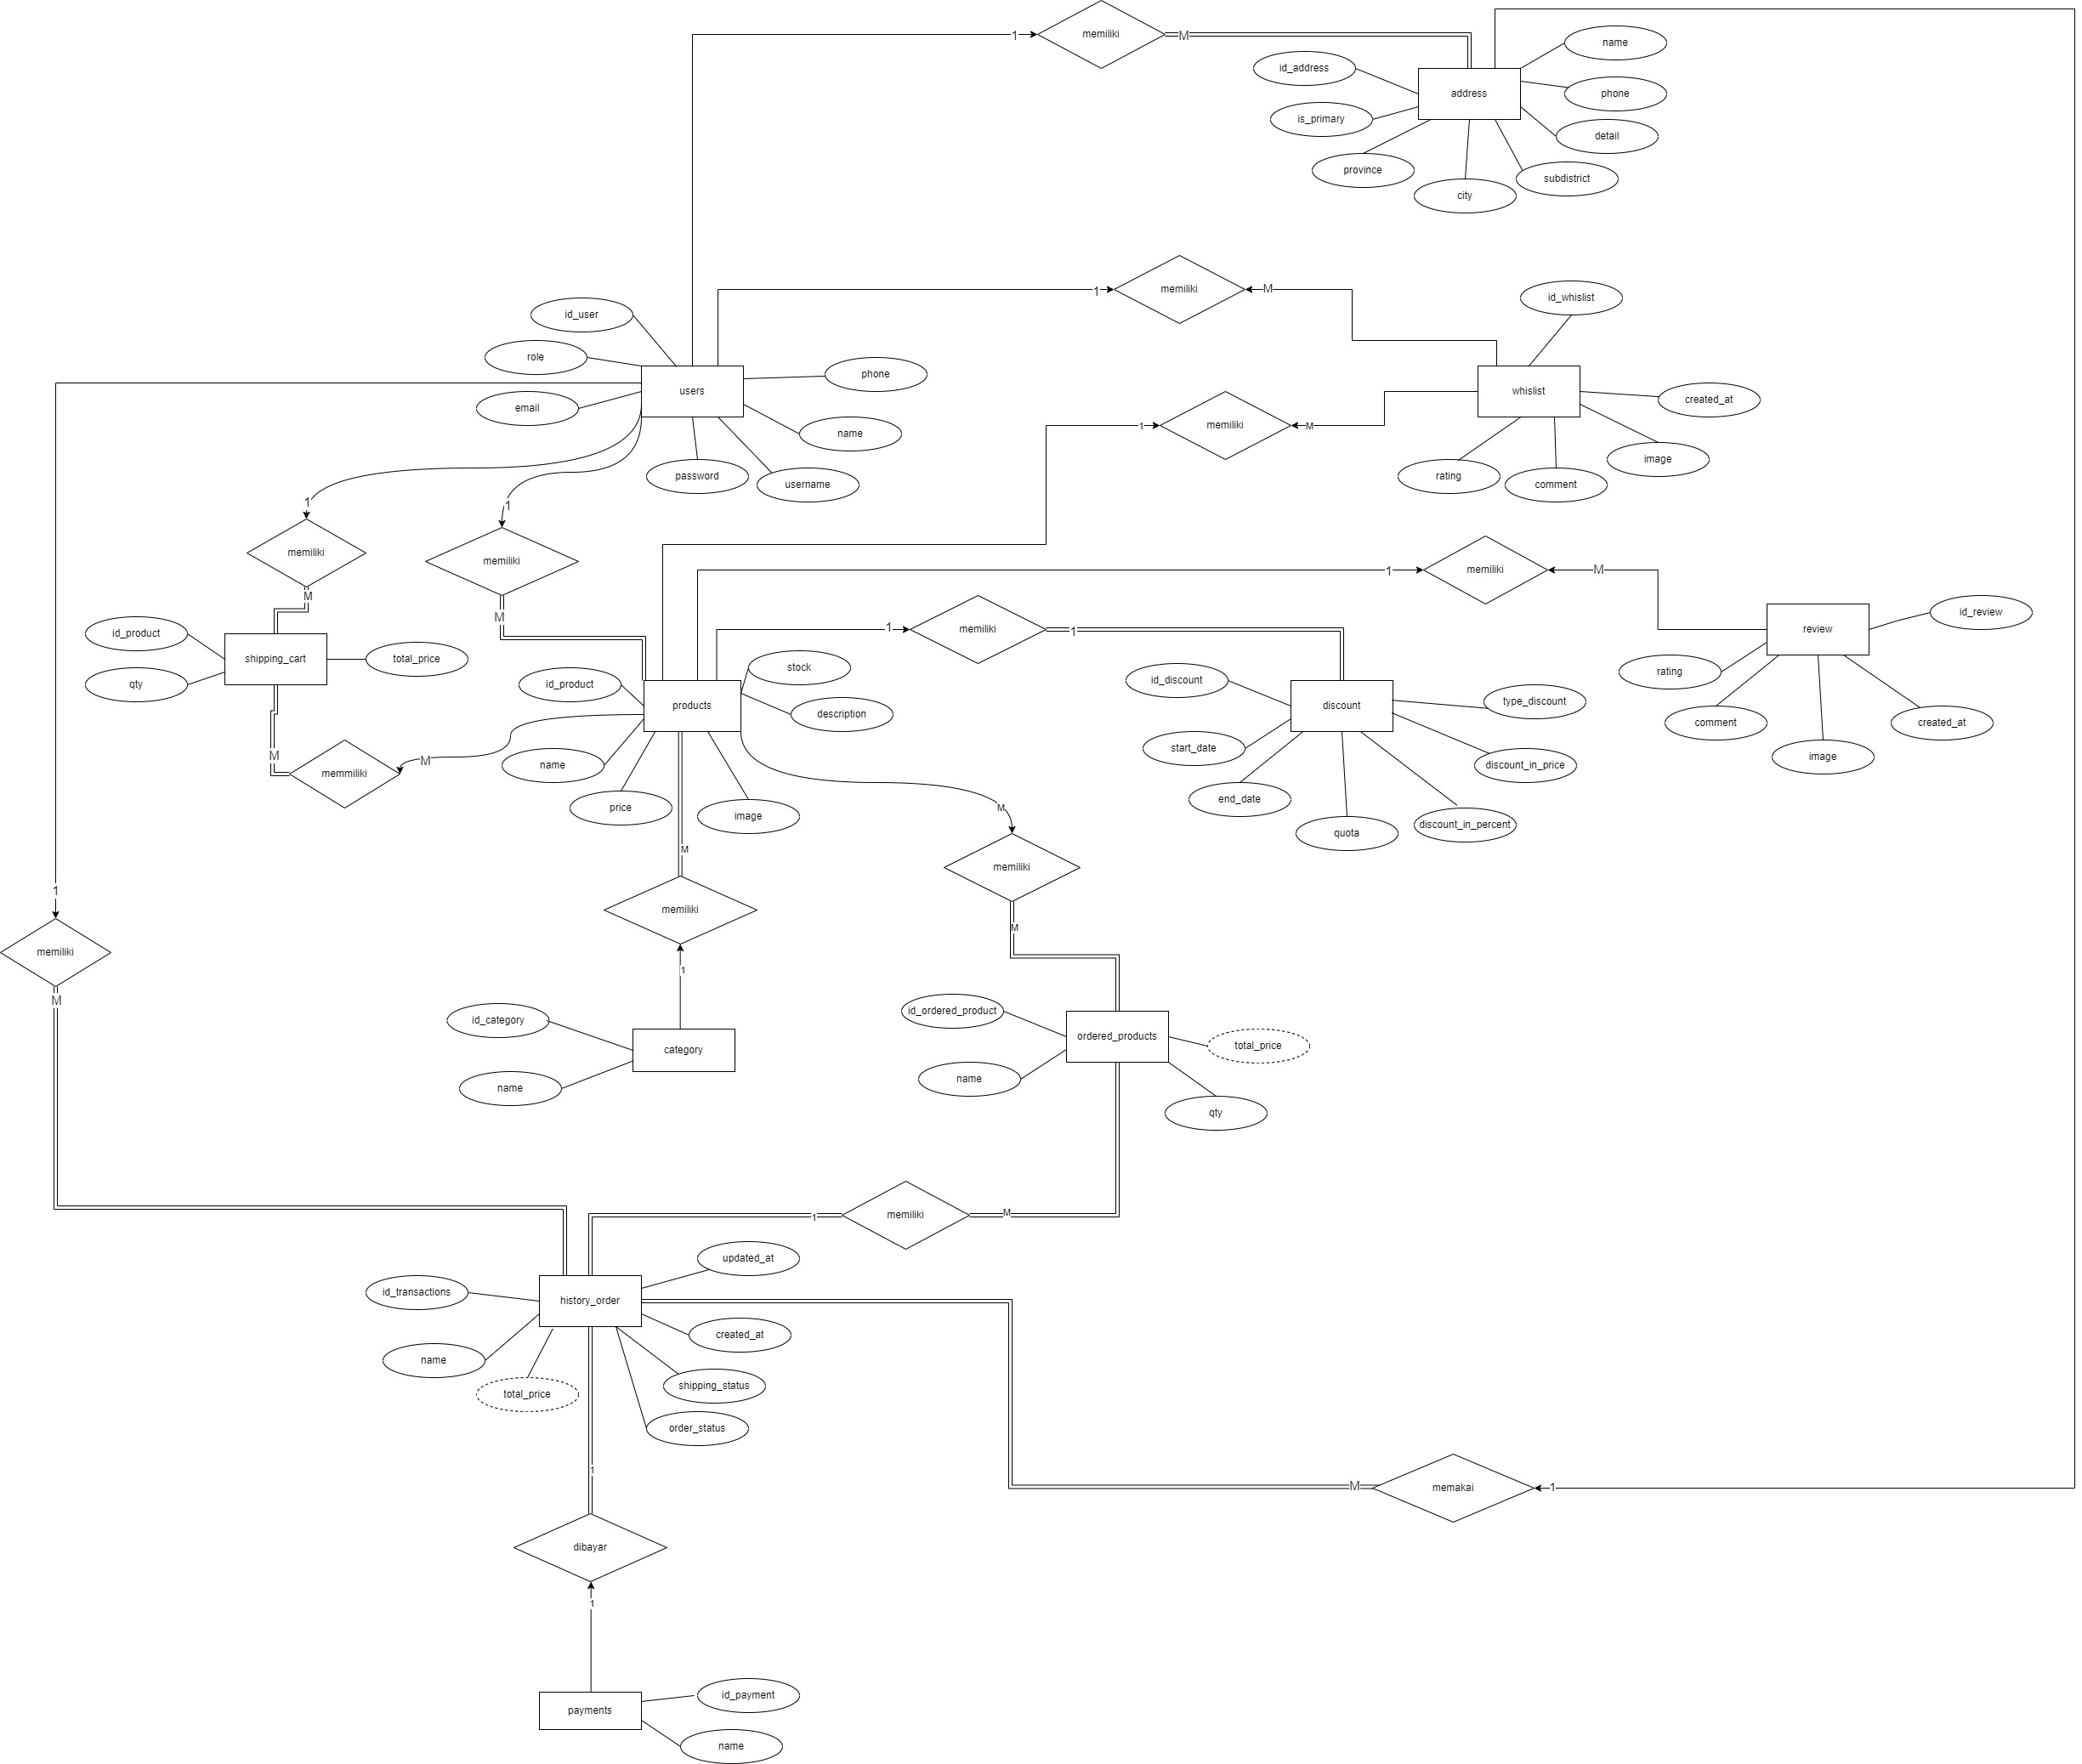 1
memiliki
M
name
id_address
address
phone
is_primary
detail
province
subdistrict
city
1
memiliki
M
id_whislist
id_user
role
users
phone
whislist
created_at
email
name
1
memiliki
M
image
password
username
rating
comment
1
1
memiliki
memiliki
1
memiliki
M
M
M
id_product
shipping_cart
total_price
qty
1
memiliki
1
id_review
review
rating
comment
created_at
image
stock
id_product
products
description
name
price
image
id_discount
discount
type_discount
start_date
discount_in_price
end_date
discount_in_percent
quota
M
memmiliki
M
M
memiliki
M
M
memiliki
1
1
memiliki
M
id_category
category
name
id_ordered_product
ordered_products
total_price
name
qty
1
memiliki
M
updated_at
id_transactions
history_order
created_at
name
total_price
shipping_status
order_status
1
M
memakai
1
dibayar
1
id_payment
payments
name